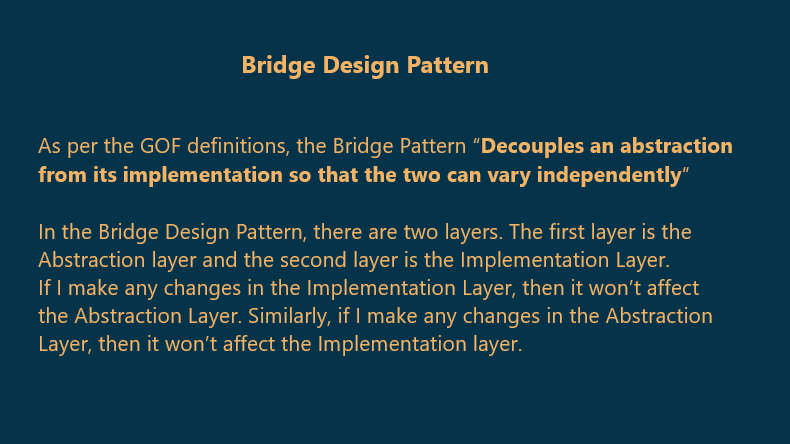 Bridge Design Pattern
As per the GOF definitions, the Bridge Pattern “Decouples an abstraction
from its implementation so that the two can vary independently“
In the Bridge Design Pattern, there are two layers. The first layer is the
Abstraction layer and the second layer is the Implementation Layer.
If I make any changes in the Implementation Layer, then it won’t affect
the Abstraction Layer. Similarly, if I make any changes in the Abstraction
Layer, then it won’t affect the Implementation layer.